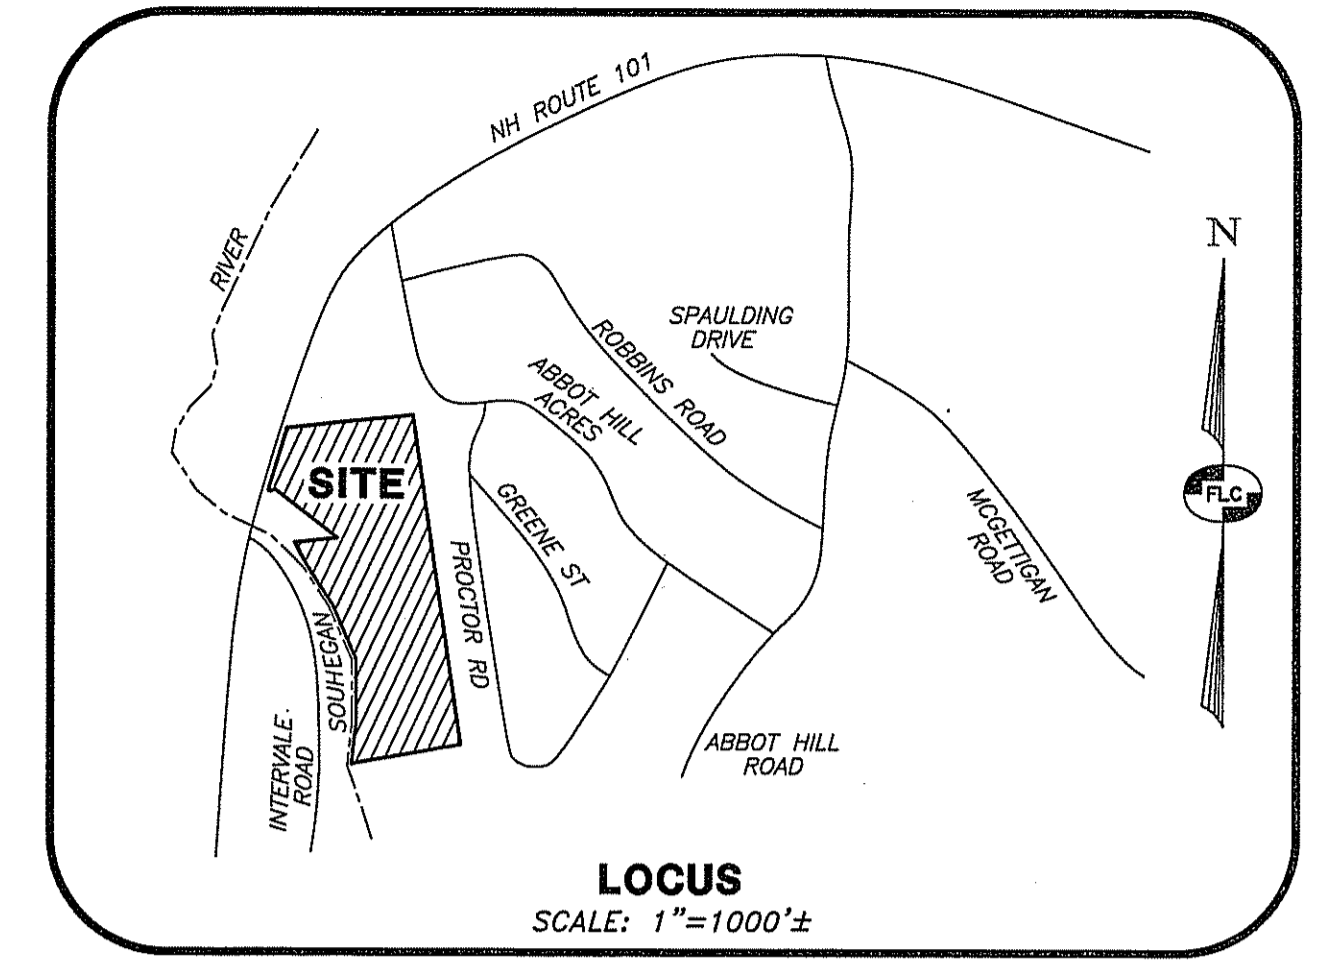 NH ROUTE 101
N
RIVER
SPAULDING
DRIVE
ROBBINS ROAD
ABBOT HILL
ACRES
SITE
GREENE ST
FLC
MCGETTIGAN
ROAD
PROCTOR RD
SOUHEGAN
INTERVALE
ROAD
ABBOT HILL
ROAD
LOCUS
SCALE: 1"=1000'±